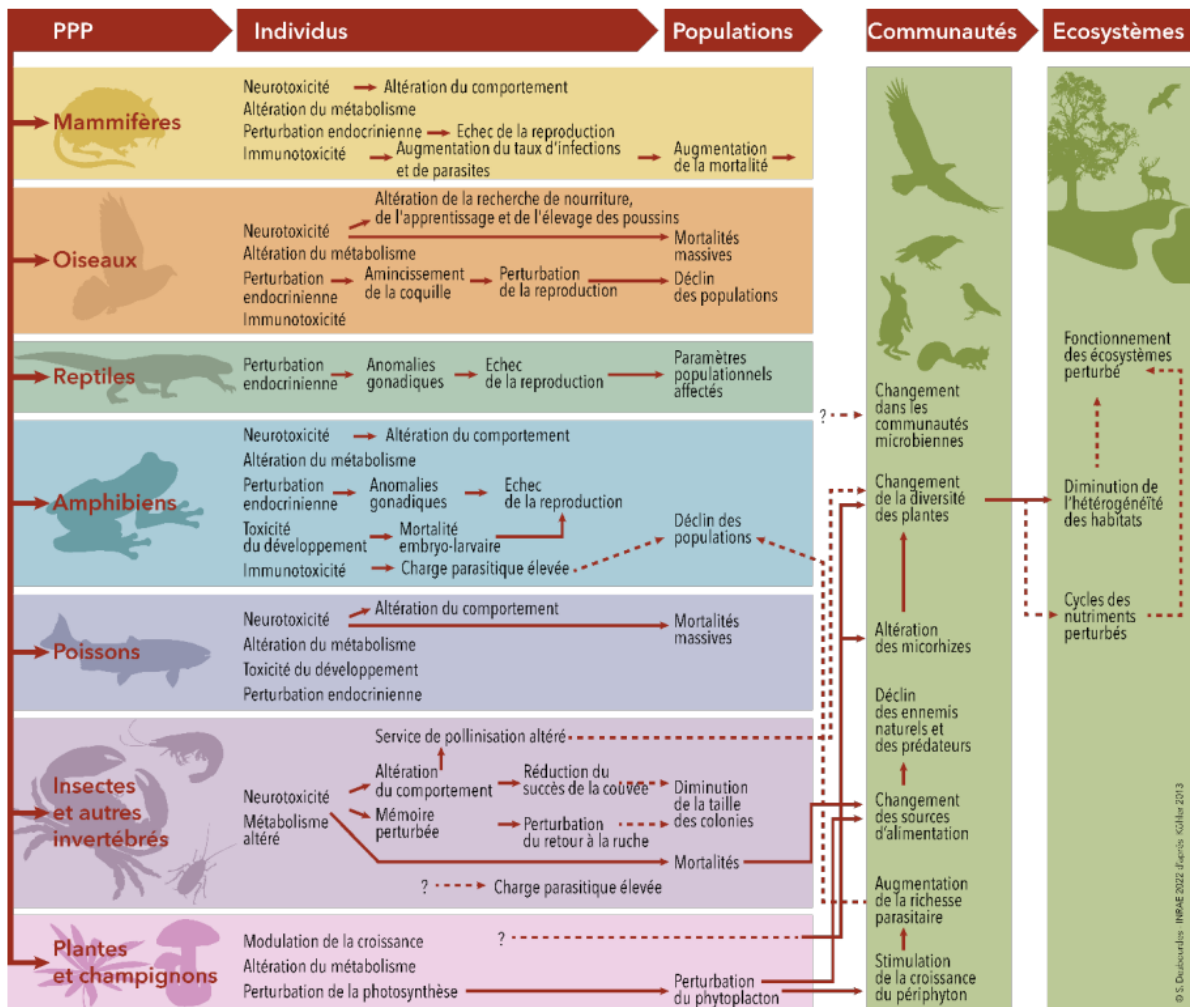 PPP
Individus
Populations
Communautés
Ecosystèmes
Mammifères
Neurotoxicité
Altération du comportement
Altération du métabolisme
Perturbation endocrinienne
Echec de la reproduction
Immunotoxicité
Augmentation du taux d'infections
et de parasites
Augmentation
de la mortalité
Oiseaux
Altération de la recherche de nourriture,
de l'apprentissage et de l'élevage des poussins
Neurotoxicité
Mortalités
massives
Altération du métabolisme
Perturbation
endocrinienne
Amincissement
de la coquille
Perturbation
de la reproduction
Déclin
des populations
Immunotoxicité
Reptiles
Perturbation
endocrinienne
Anomalies
gonadiques
Echec
de la reproduction
Paramètres
populationnels
affectés
Amphibiens
Neurotoxicité
Altération du comportement
Altération du métabolisme
Perturbation
endocrinienne
Anomalies
gonadiques
Echec
de la reproduction
Toxicité
du développement
Mortalité
embryo-larvaire
Déclin des
populations
Immunotoxicité
Charge parasitique élevée
Poissons
Neurotoxicité
Altération du comportement
Mortalités
massives
Altération du métabolisme
Toxicité du développement
Perturbation endocrinienne
Insectes
et autres
invertébrés
Service de pollinisation altéré
Neurotoxicité
Métabolisme
altéré
Altération
du comportement
Réduction du
succès de la couvée
Mémoire
perturbée
Perturbation
du retour à la ruche
Diminution
de la taille
des colonies
Mortalités
?
Charge parasitique élevée
Plantes
et champignons
Modulation de la croissance
?
Altération du métabolisme
Perturbation de la photosynthèse
Perturbation
du phytoplacton
?
Changement
dans les
communautés
microbiennes
Changement
de la diversité
des plantes
Altération
des micorhizes
Déclin
des ennemis
naturels et
des prédateurs
Changement
des sources
d'alimentation
Augmentation
de la richesse
parasitaire
Stimulation
de la croissance
du périphyton
Fonctionnement
des écosystèmes
perturbé
Diminution de
l'hétérogénéïté
des habitats
Cycles des
nutriments
perturbés
© S. Desbourdes - INRAE 2022 d'après Köhler 2013